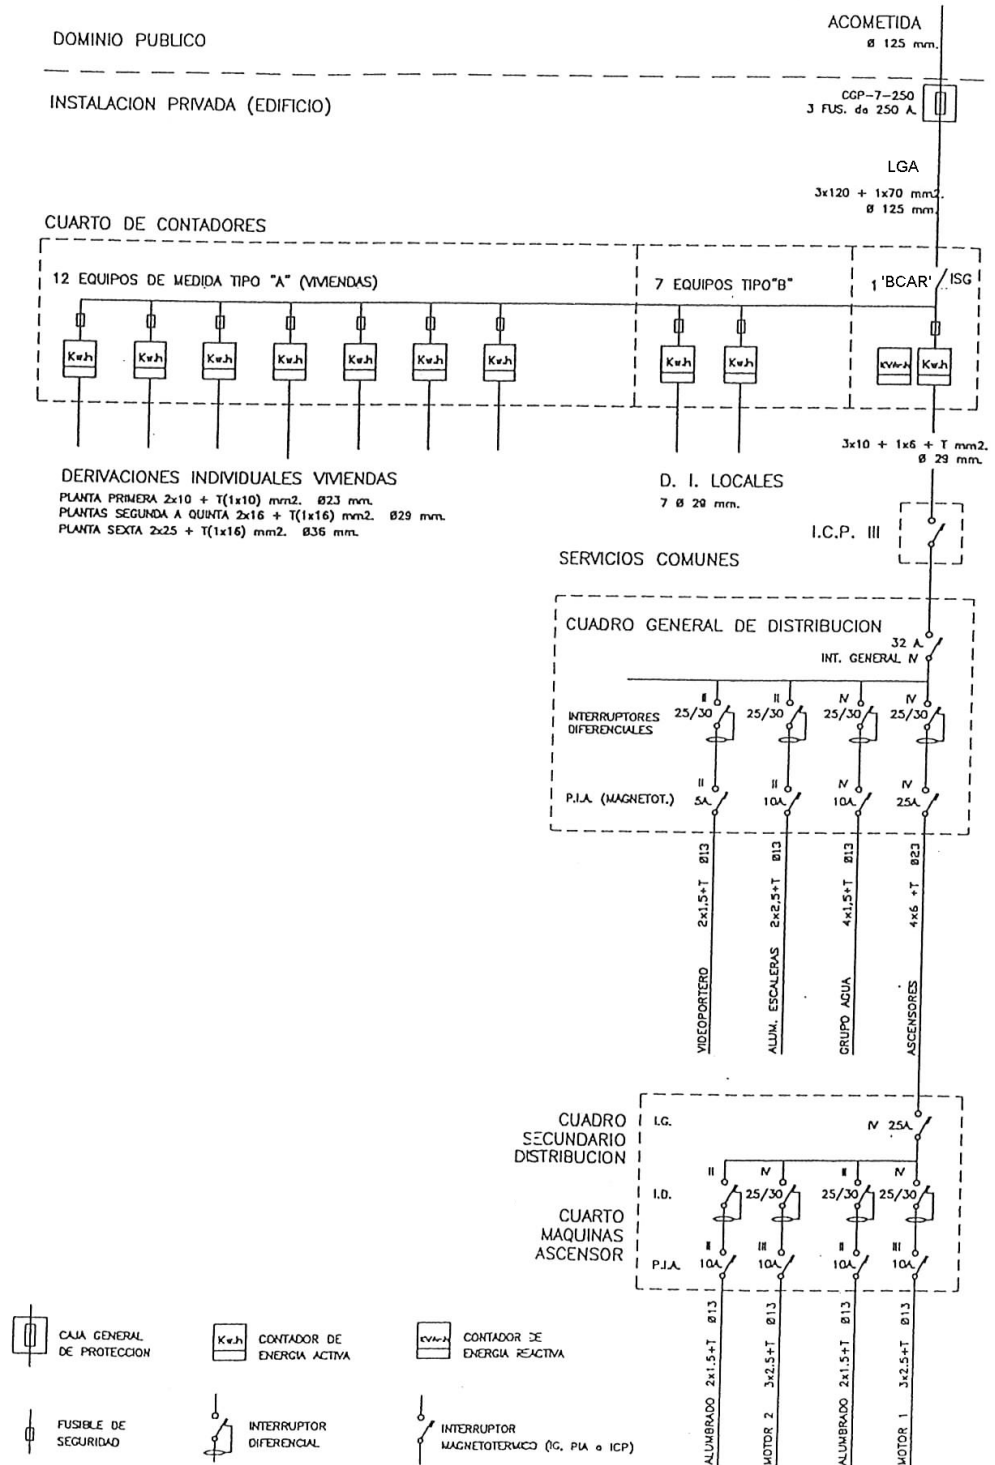 ACOMETIDA
Ø 125 mm.
DOMINIO PUBLICO
INSTALACION PRIVADA (EDIFICIO)
CGP-7-250
3 FUS. de 250 A.
LGA
3x120 + 1x70 mm2.
Ø 125 mm.
CUARTO DE CONTADORES
12 EQUIPOS DE MEDIDA TIPO "A" (VIVIENDAS)
7 EQUIPOS TIPO"B"
1 'BCAR'
ISG
Kw.h
Kw.h
Kw.h
Kw.h
Kw.h
Kw.h
Kw.h
Kw.h
Kw.h
KVAr.h
Kw.h
3x10 + 1x6 + T mm2.
Ø 29 mm.
DERIVACIONES INDIVIDUALES VIVIENDAS
PLANTA PRIMERA 2x10 + T(1x10) mm2. Ø23 mm.
PLANTAS SEGUNDA A QUINTA 2x16 + T(1x16) mm2. Ø29 mm.
PLANTA SEXTA 2x25 + T(1x16) mm2. Ø36 mm.
D. I. LOCALES
7 Ø 29 mm.
I.C.P. III
SERVICIOS COMUNES
CUADRO GENERAL DE DISTRIBUCION
32 A.
INT. GENERAL IV
II
II
IV
IV
INTERRUPTORES
DIFERENCIALES
25/30
25/30
25/30
25/30
II
II
IV
IV
P.I.A. (MAGNETOT.)
5A
10A
10A
25A
VIDEOPORTERO 2x1.5+T Ø13
ALUM. ESCALERAS 2x2,5+T Ø13
GRUPO AGUA 4x1,5+T Ø13
ASCENSORES 4x6 +T Ø23
CUADRO
SECUNDARIO
DISTRIBUCION
I.G.
IV 25A
II
IV
II
IV
I.D.
25/30
25/30
25/30
CUARTO
MAQUINAS
ASCENSOR
II
III
II
III
P.I.A.
10A
10A
10A
10A
ALUMBRADO 2x1.5+T Ø13
MOTOR 2 3x2.5+T Ø13
ALUMBRADO 2x1.5+T Ø13
MOTOR 1 3x2.5+T Ø13
CAJA GENERAL
DE PROTECCION
Kw.h
CONTADOR DE
ENERGIA ACTIVA
KVAr.h
CONTADOR DE
ENERGIA REACTIVA
FUSIBLE DE
SEGURIDAD
INTERRUPTOR
DIFERENCIAL
INTERRUPTOR
MAGNETOTERMICO (IG, PIA o ICP)